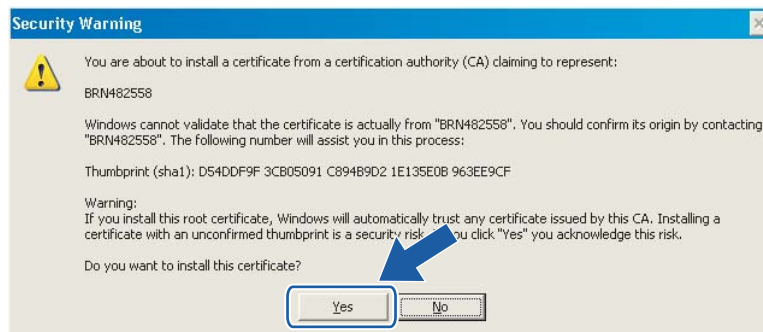 Security Warning
You are about to install a certificate from a certification authority (CA) claiming to represent:
BRN482558
Windows cannot validate that the certificate is actually from "BRN482558". You should confirm its origin by contacting
"BRN482558". The following number will assist you in this process:
Thumbprint (sha1): D54DDF9F 3CB05091 C894B9D2 1E135E0B 963EE9CF
Warning:
If you install this root certificate, Windows will automatically trust any certificate issued by this CA. Installing a
certificate with an unconfirmed thumbprint is a security risk. you click "Yes" you acknowledge this risk.
Do you want to install this certificate?
Yes No